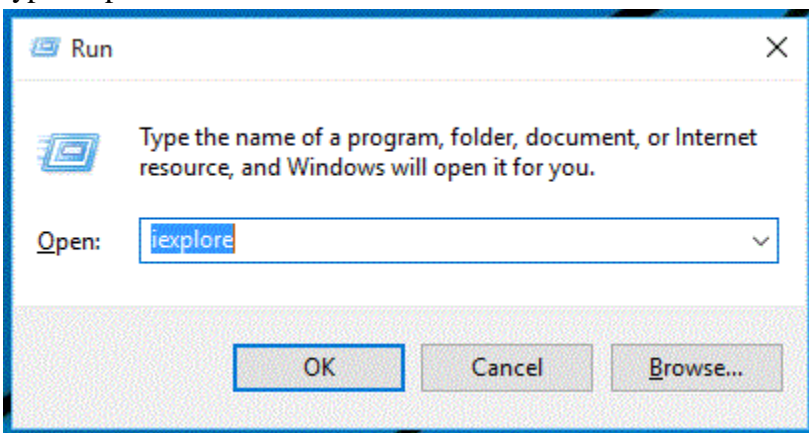 Run
Type the name of a program, folder, document, or Internet
resource, and Windows will open it for you.
Open: iexplore
OK Cancel Browse...